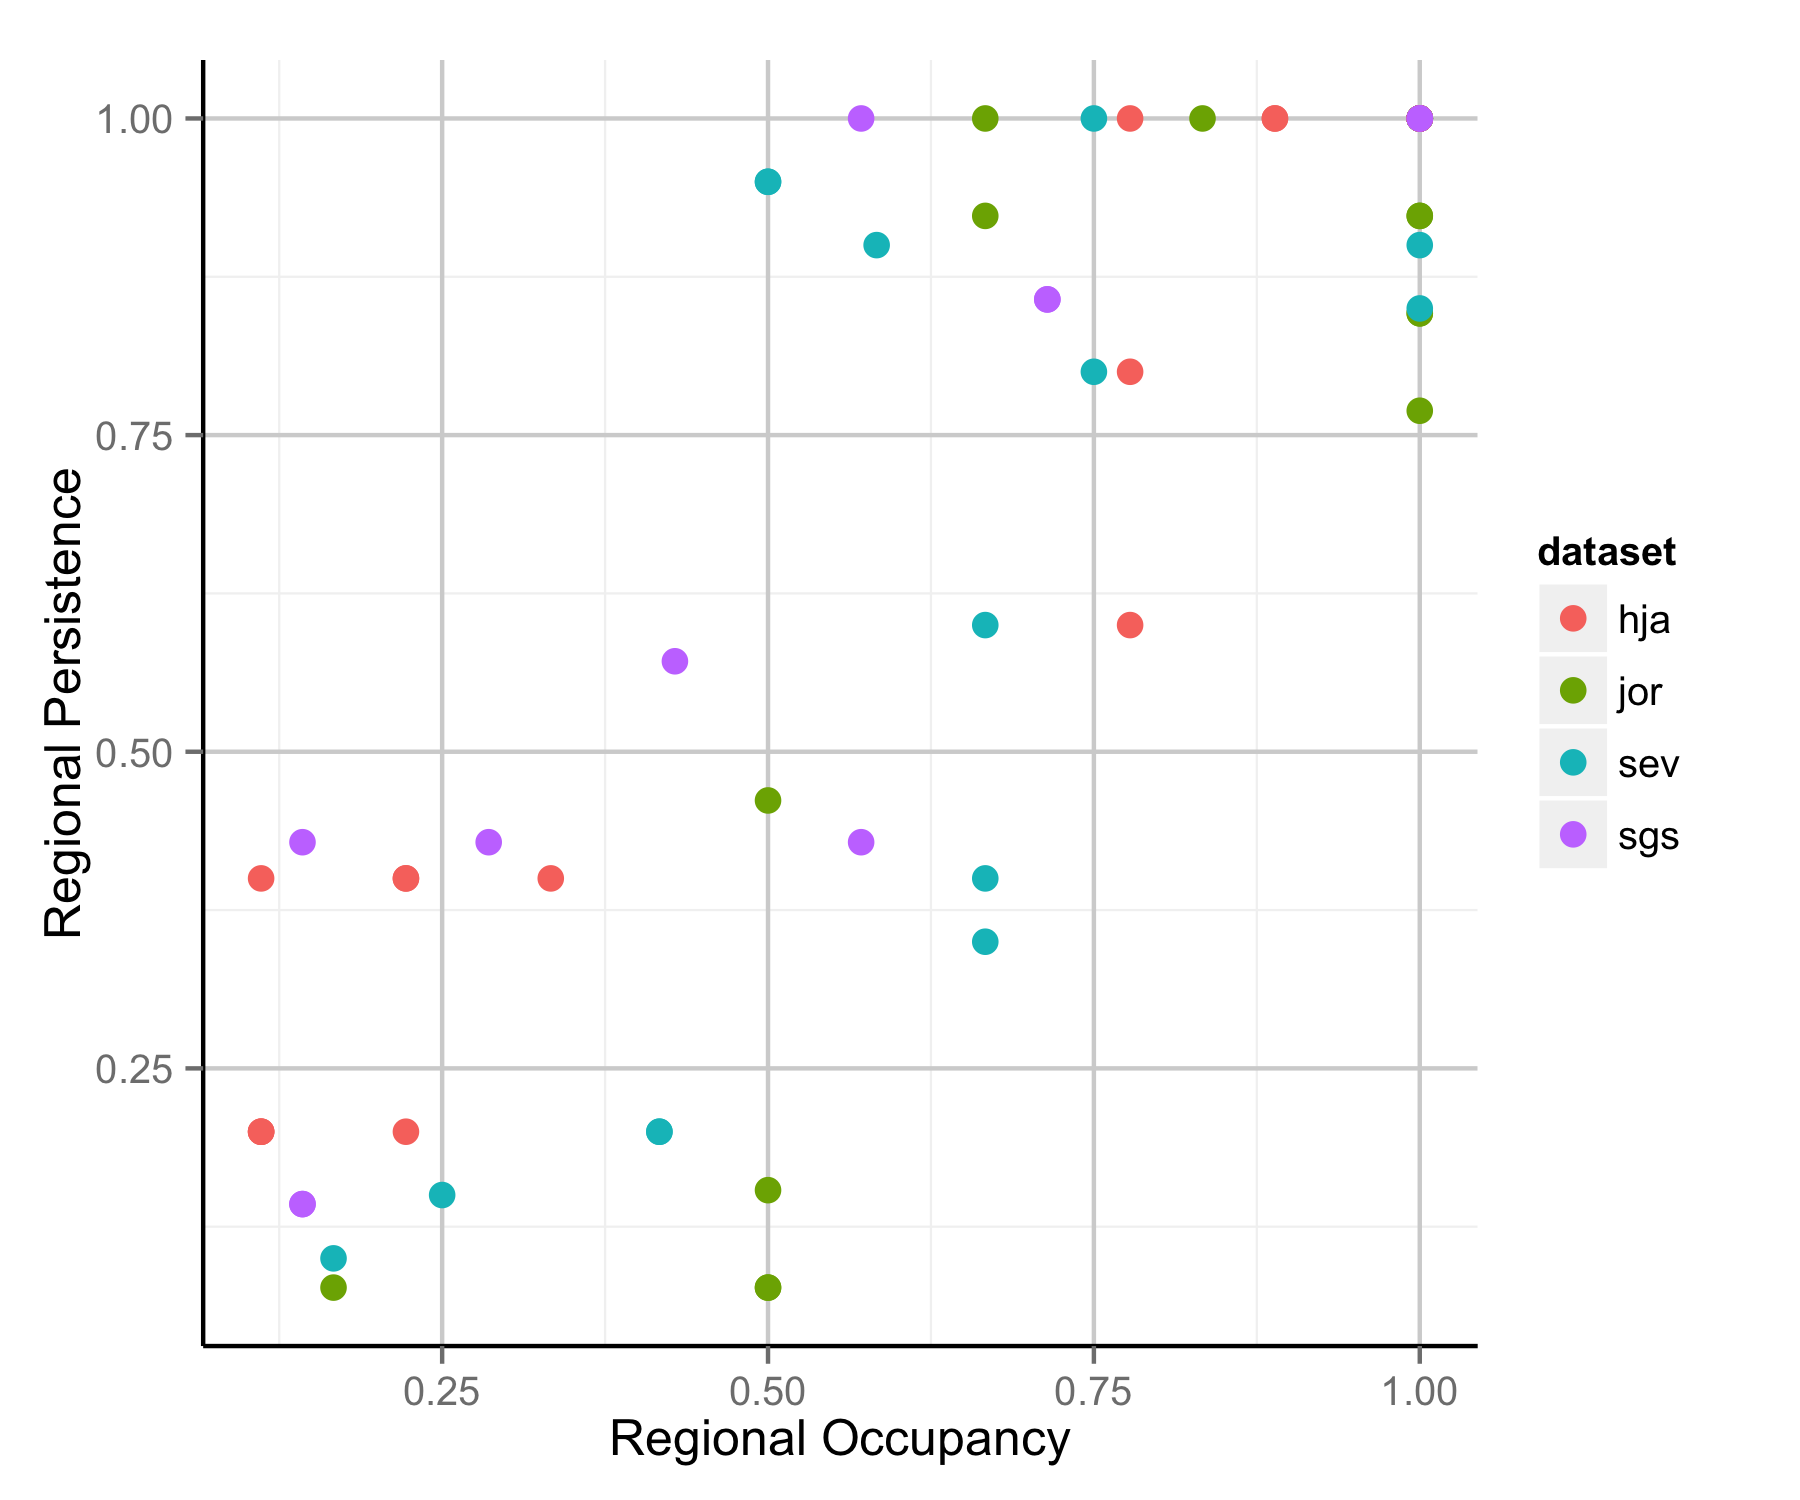 Regional Persistence
1.00
0.75
0.50
0.25
0.25
0.50
0.75
1.00
Regional Occupancy
dataset
hja
jor
sev
sgs